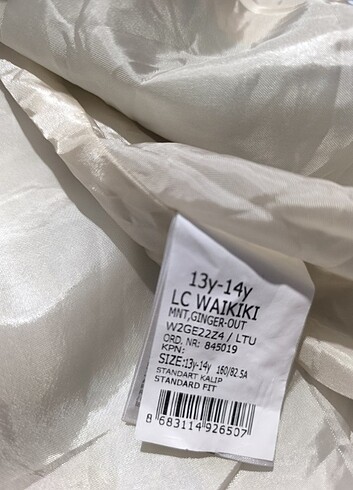 13y-14y
LC WAIKIKI
MNT,GINGER-OUT
W2GE22Z4 / LTU
ORD. NR: 845019
KPN:
SIZE:13y-14y 160/82.5A
STANDART KALIP
STANDARD FIT
8 683114 926507